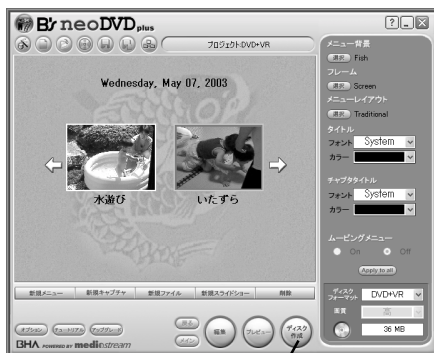 B's neoDVD plus
プロジェクト:DVD+VR
Wednesday, May 07, 2003
水遊び
いたずら
新規メニュー
新規キャプチャ
新規ファイル
新規スライドショー
削除
オプション
チュートリアル
アップグレード
戻る
メイン
編集
プレビュー
ディスク作成
BHA POWERED BY medioSTREAM
メニュー背景
選択 Fish
フレーム
選択 Screen
メニューレイアウト
選択 Traditional
タイトル
フォント System
カラー
チャプタタイトル
フォント System
カラー
ムービングメニュー
On Off
Apply to all
ディスクフォーマット DVD+VR
画質 高
36 MB